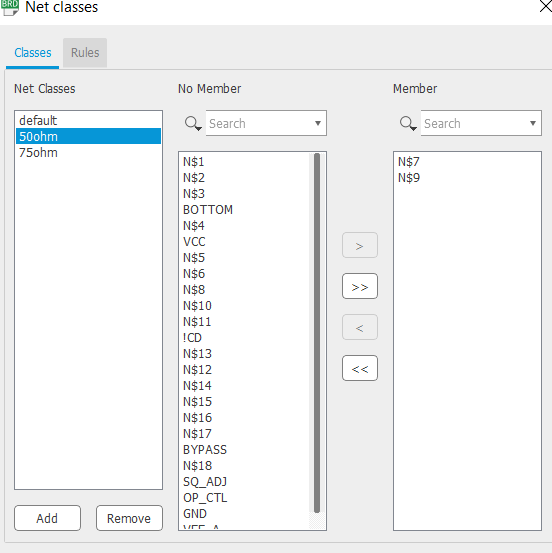 BRD Net classes
Classes Rules
Net Classes
default
50ohm
75ohm
Add Remove
No Member
Search
N$1
N$2
N$3
BOTTOM
N$4
VCC
N$5
N$6
N$8
N$10
N$11
!CD
N$13
N$12
N$14
N$15
N$16
N$17
BYPASS
N$18
SQ_ADJ
OP_CTL
GND
>
>>
<
<<
Member
Search
N$7
N$9